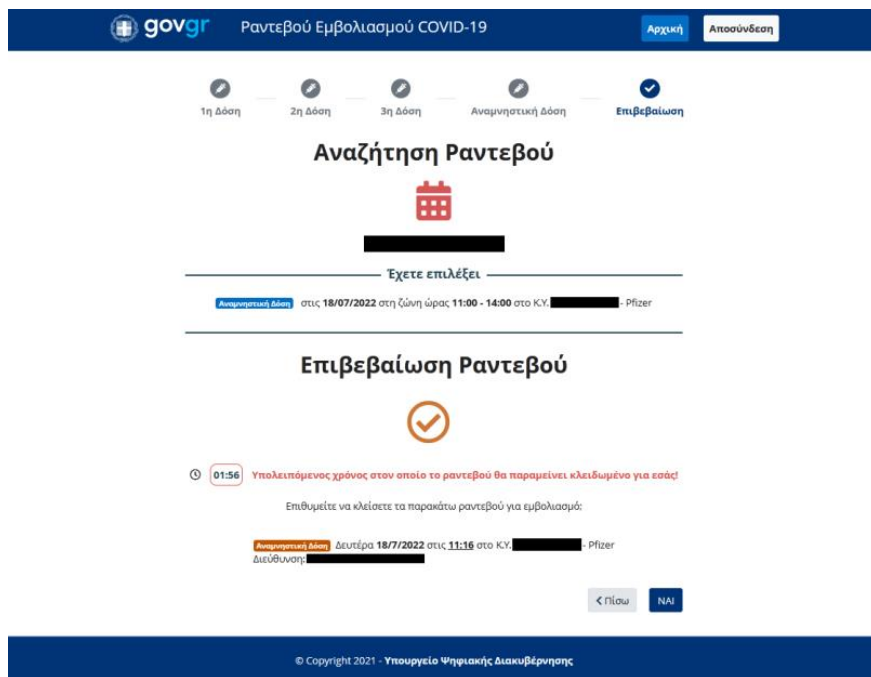 govgr Ραντεβού Εμβολιασμού COVID-19 Αρχική Αποσύνδεση
1η Δόση 2η Δόση 3η Δόση Αναμνηστική Δόση Επιβεβαίωση
Αναζήτηση Ραντεβού
Έχετε επιλέξει
Αναμνηστική Δόση στις 18/07/2022 στη ζώνη ώρας 11:00 - 14:00 στο Κ.Υ. - Pfizer
Επιβεβαίωση Ραντεβού
01:56 Υπολειπόμενος χρόνος στον οποίο το ραντεβού θα παραμείνει κλειδωμένο για εσάς!
Επιθυμείτε να κλείσετε τα παρακάτω ραντεβού για εμβολιασμό:
Αναμνηστική Δόση Δευτέρα 18/7/2022 στις 11:16 στο Κ.Υ. - Pfizer
Διεύθυνση:
Πίσω ΝΑΙ
© Copyright 2021 - Υπουργείο Ψηφιακής Διακυβέρνησης